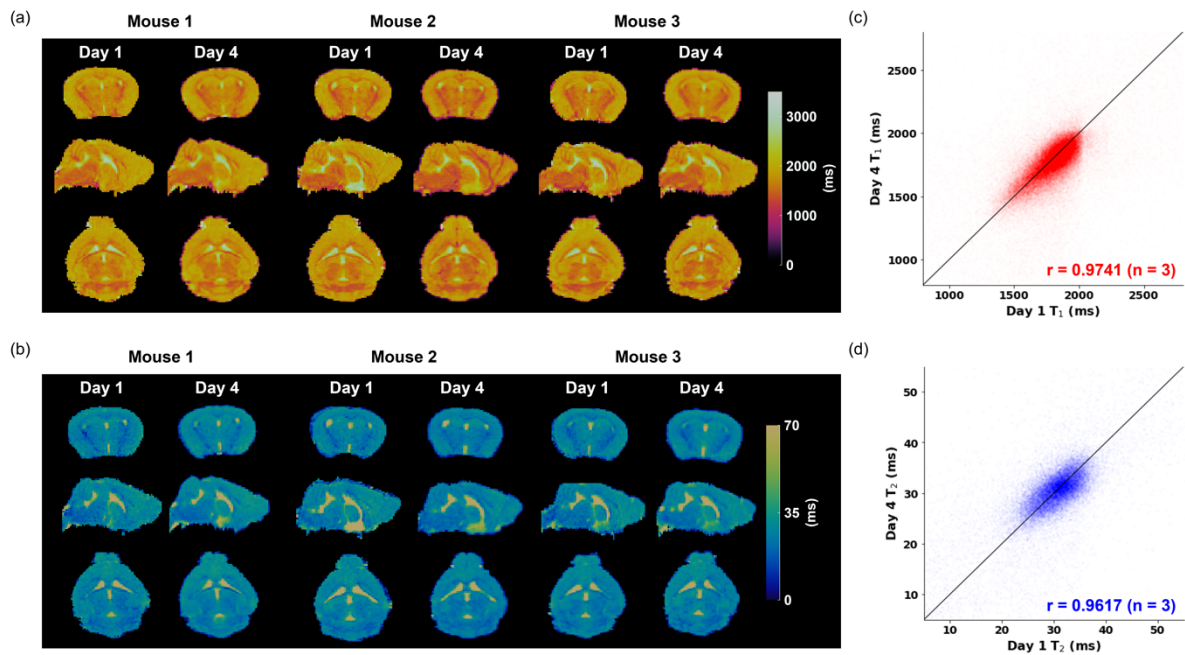 (a)
Mouse 1 Mouse 2 Mouse 3
Day 1 Day 4 Day 1 Day 4 Day 1 Day 4
3000
2000
1000
0
(ms)
(c)
2500
2000
1500
1000
Day 4 T₁ (ms)
r = 0.9741 (n = 3)
1000 1500 2000 2500
Day 1 T₁ (ms)
(b)
Mouse 1 Mouse 2 Mouse 3
Day 1 Day 4 Day 1 Day 4 Day 1 Day 4
70
35
0
(ms)
(d)
50
40
30
20
10
Day 4 T₂ (ms)
r = 0.9617 (n = 3)
10 20 30 40 50
Day 1 T₂ (ms)